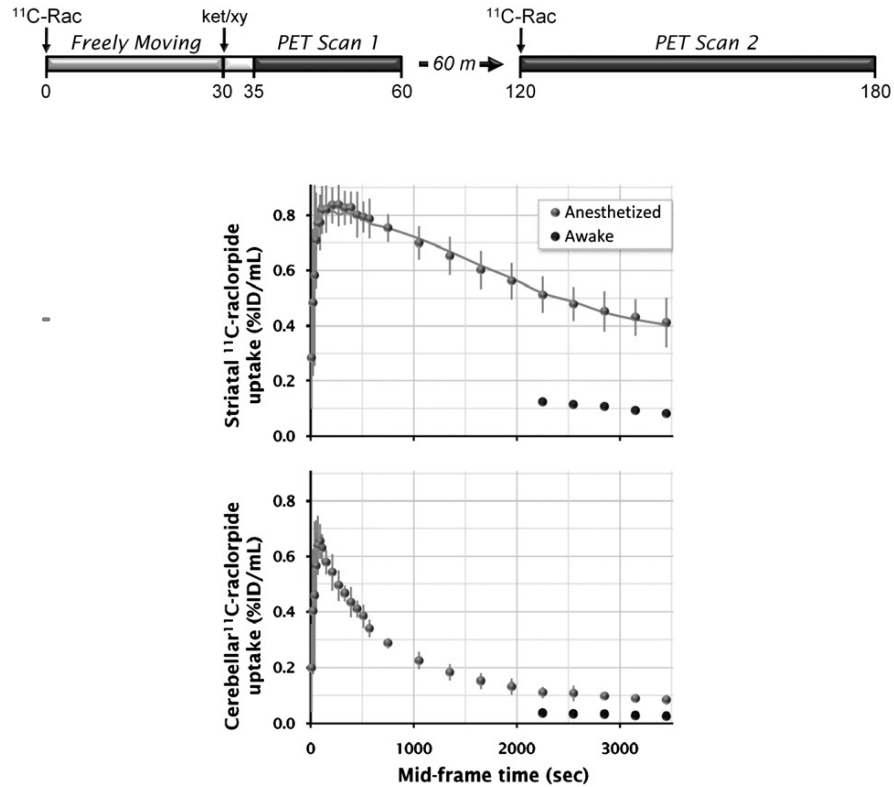 ¹¹C-Rac ket/xy ¹¹C-Rac
Freely Moving PET Scan 1 - 60 m PET Scan 2
0 30 35 60 120 180
Striatal ¹¹C-raclorpide
uptake (%ID/mL)
0.8
0.6
0.4
0.2
0.0
Anesthetized
Awake
Cerebellar¹¹C-raclorpide
uptake (%ID/mL)
0.8
0.6
0.4
0.2
0.0
0 1000 2000 3000
Mid-frame time (sec)